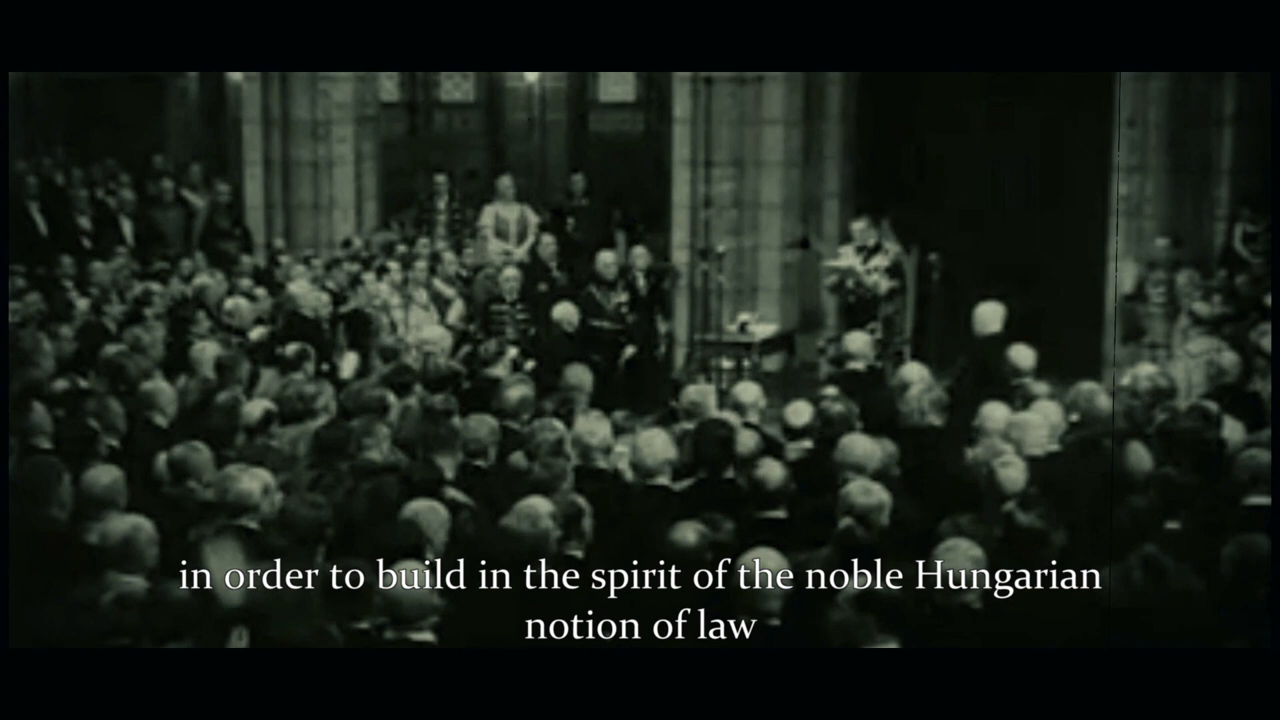 in order to build in the spirit of the noble Hungarian
notion of law